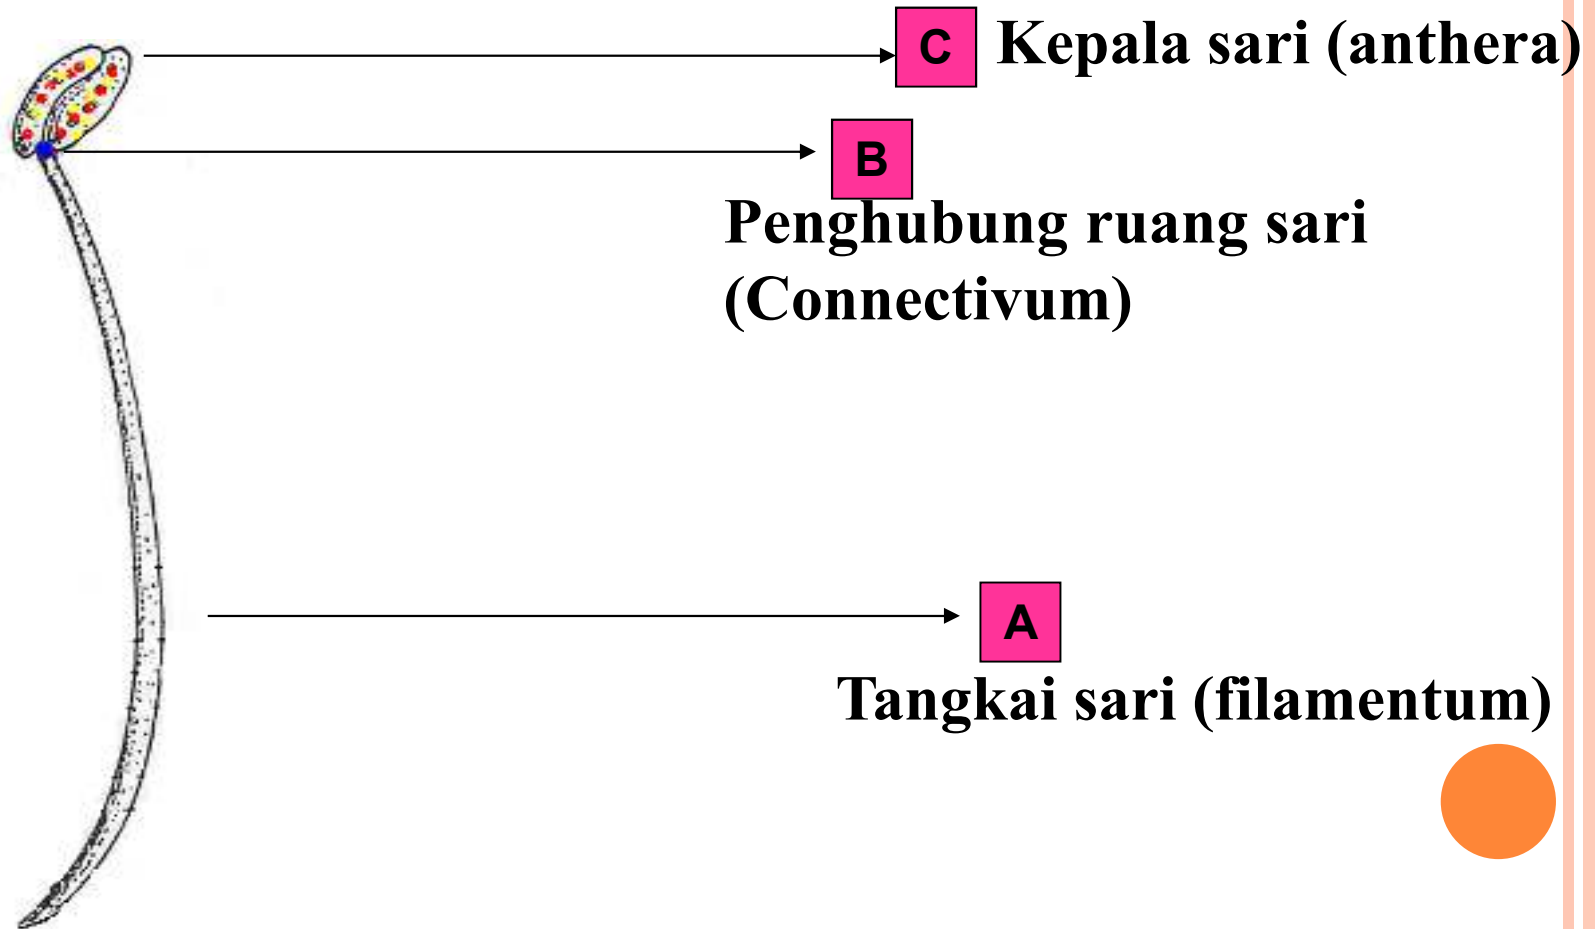 C Kepala sari (anthera)
B
Penghubung ruang sari
(Connectivum)
A
Tangkai sari (filamentum)